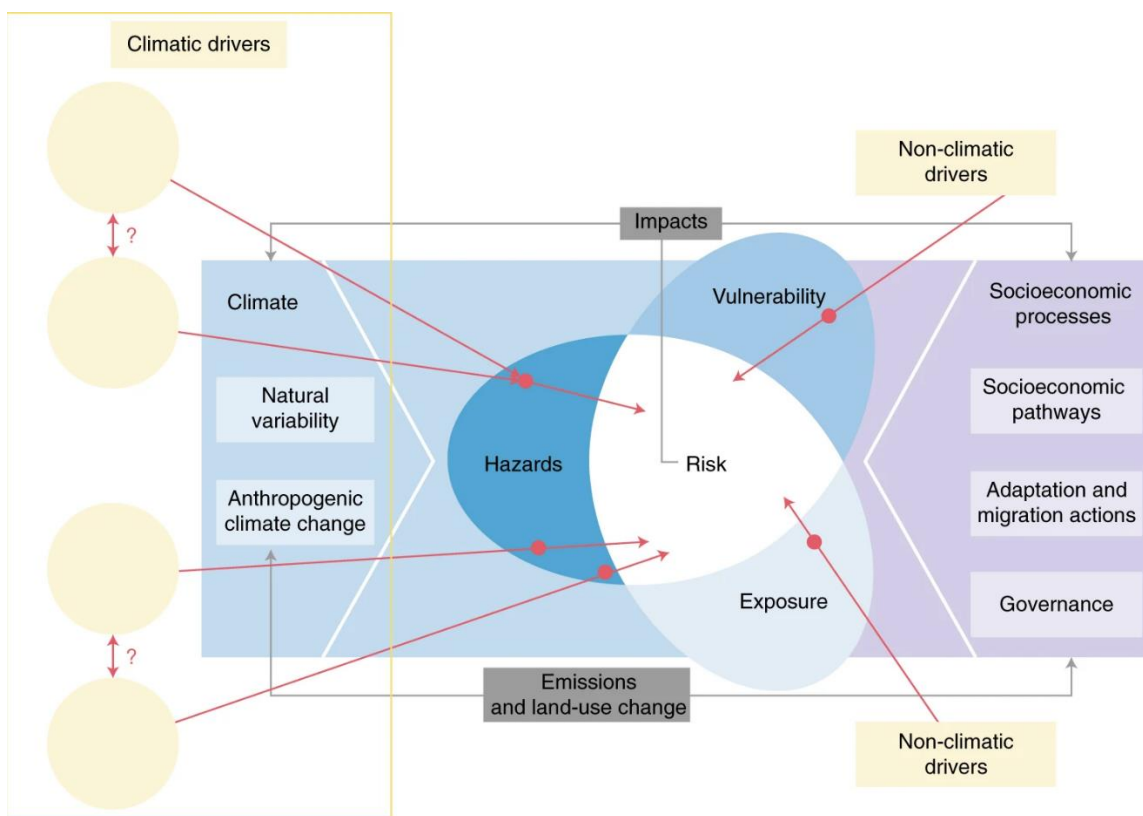 Climatic drivers
Non-climatic
drivers
Impacts
?
Climate
Vulnerability
Socioeconomic
processes
Natural
variability
Socioeconomic
pathways
Hazards
Risk
Anthropogenic
climate change
Adaptation and
migration actions
Exposure
Governance
?
Emissions
and land-use change
Non-climatic
drivers